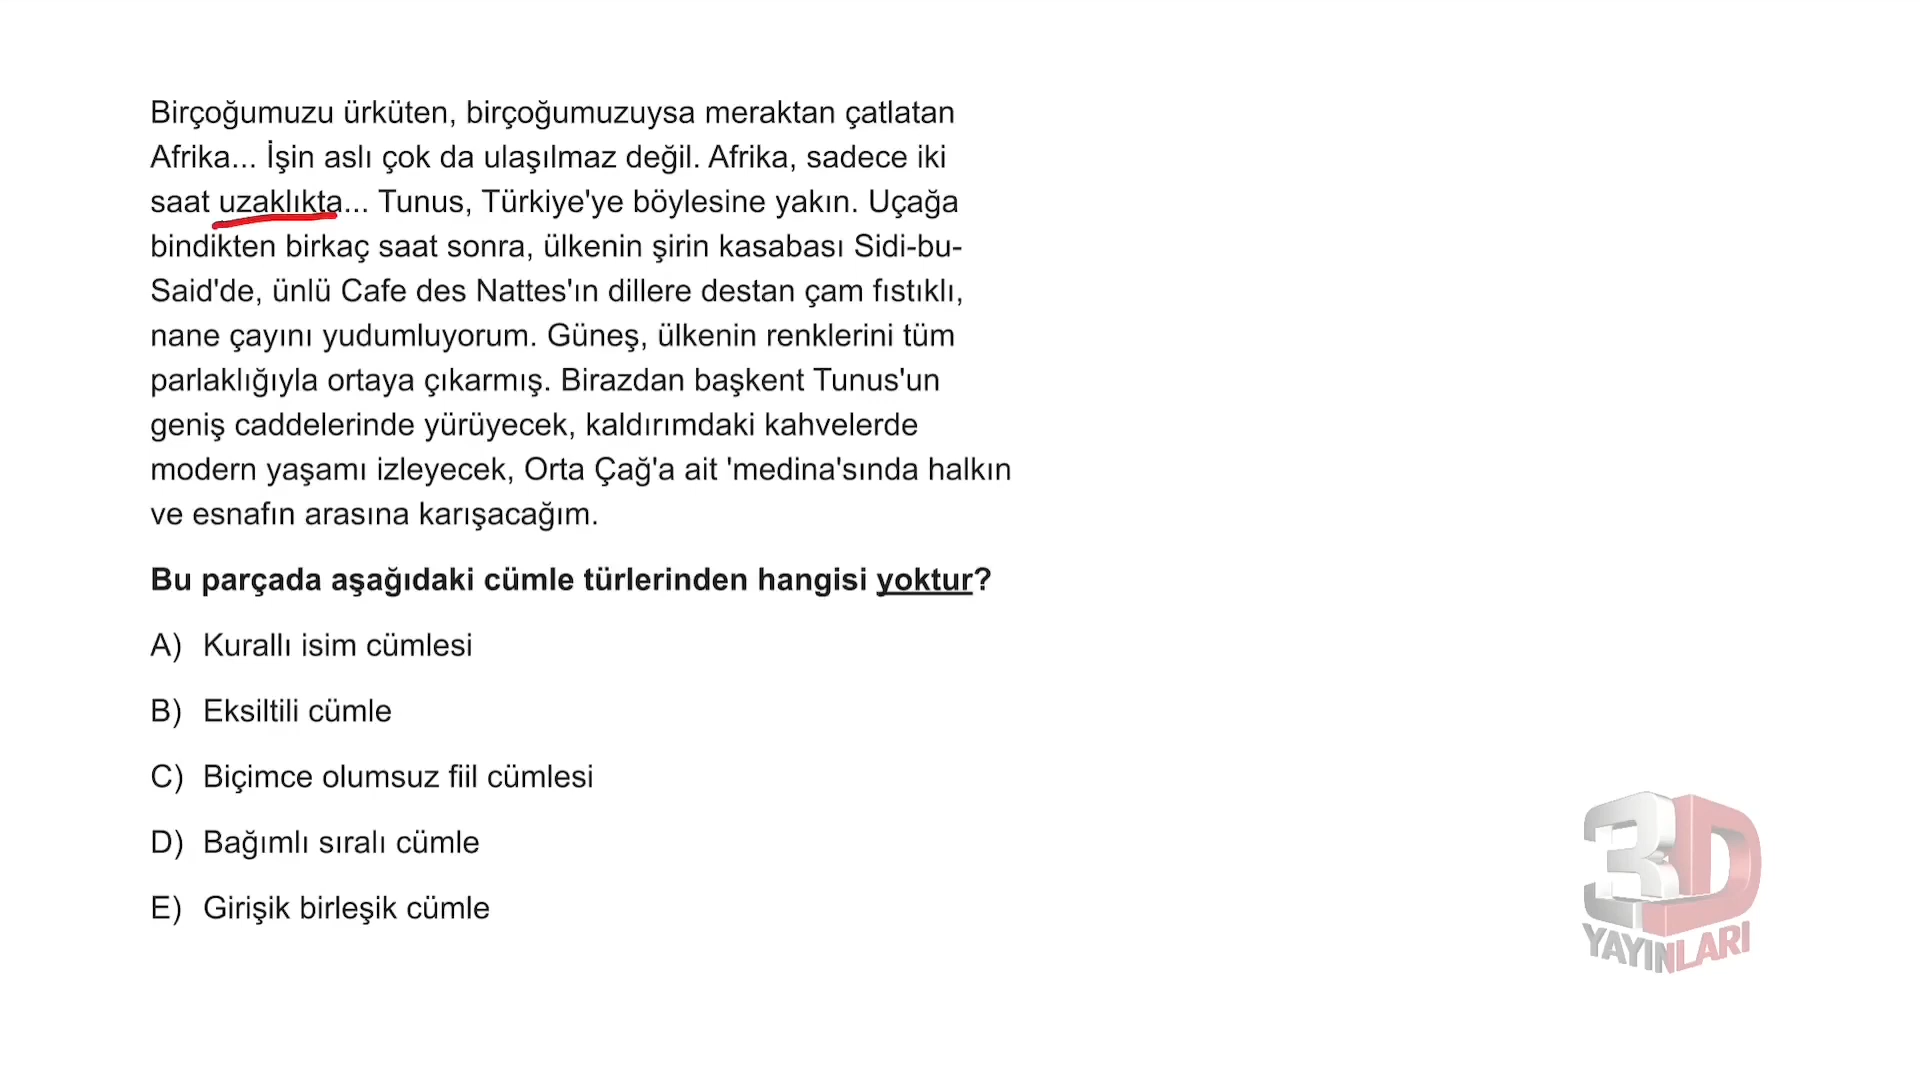 Birçoğumuzu ürküten, birçoğumuzuysa meraktan çatlatan
Afrika... İşin aslı çok da ulaşılmaz değil. Afrika, sadece iki
saat uzaklıkta... Tunus, Türkiye'ye böylesine yakın. Uçağa
bindikten birkaç saat sonra, ülkenin şirin kasabası Sidi-bu-
Said'de, ünlü Cafe des Nattes'ın dillere destan çam fıstıklı,
nane çayını yudumluyorum. Güneş, ülkenin renklerini tüm
parlaklığıyla ortaya çıkarmış. Birazdan başkent Tunus'un
geniş caddelerinde yürüyecek, kaldırımdaki kahvelerde
modern yaşamı izleyecek, Orta Çağ'a ait 'medina'sında halkın
ve esnafın arasına karışacağım.
Bu parçada aşağıdaki cümle türlerinden hangisi yoktur?
A) Kurallı isim cümlesi
B) Eksiltili cümle
C) Biçimce olumsuz fiil cümlesi
D) Bağımlı sıralı cümle
E) Girişik birleşik cümle
3D
YAYINLARI